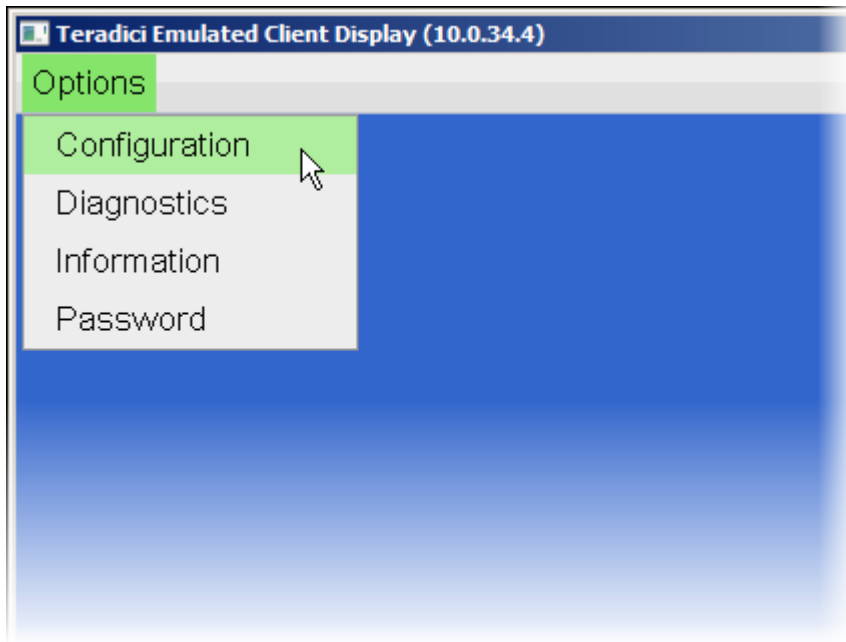 Teradici Emulated Client Display (10.0.34.4)
Options
Configuration
Diagnostics
Information
Password